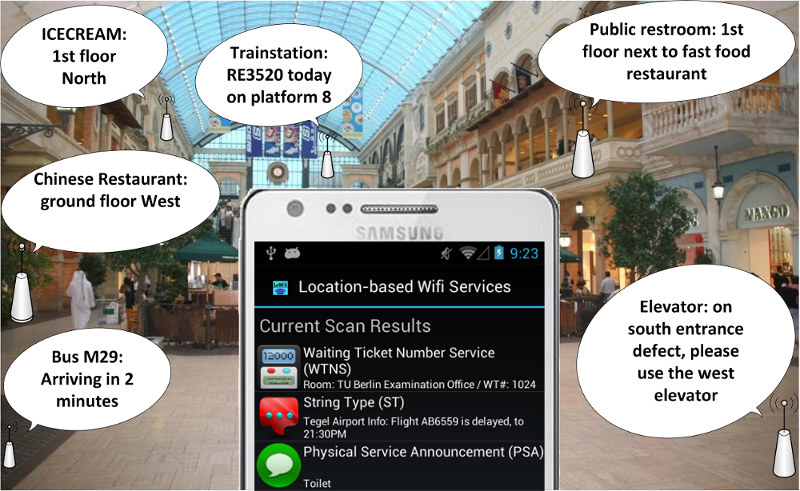 ICECREAM:
1st floor
North
Trainstation:
RE3520 today
on platform 8
Public restroom: 1st
floor next to fast food
restaurant
Chinese Restaurant:
ground floor West
MANGO
Bus M29:
Arriving in 2
minutes
Elevator: on
south entrance
defect, please
use the west
elevator
SAMSUNG
9:23
Location-based Wifi Services
Current Scan Results
12000
Waiting Ticket Number Service
(WTNS)
Room: TU Berlin Examination Office / WT#: 1024
String Type (ST)
Tegel Airport Info: Flight AB6559 is delayed, to
21:30PM
Physical Service Announcement (PSA)
Toilet